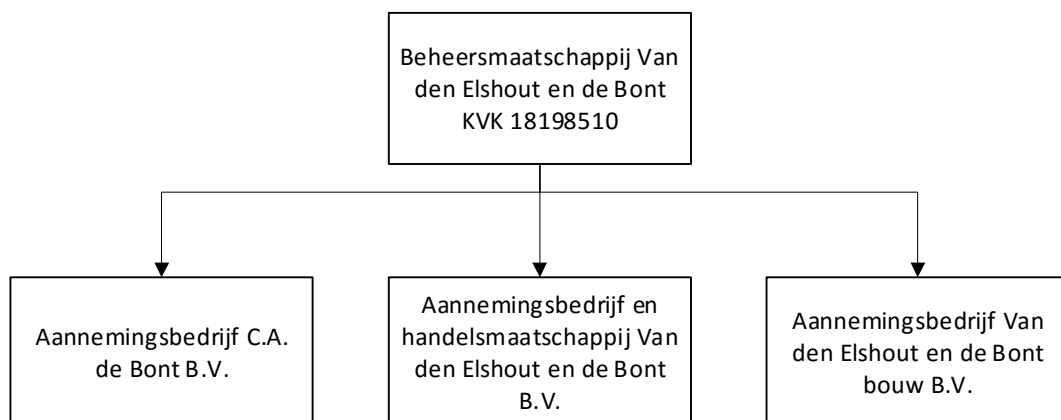 Beheersmaatschappij Van
den Elshout en de Bont
KVK 18198510
Aannemingsbedrijf C.A.
de Bont B.V.
Aannemingsbedrijf en
handelsmaatschappij Van
den Elshout en de Bont
B.V.
Aannemingsbedrijf Van
den Elshout en de Bont
bouw B.V.